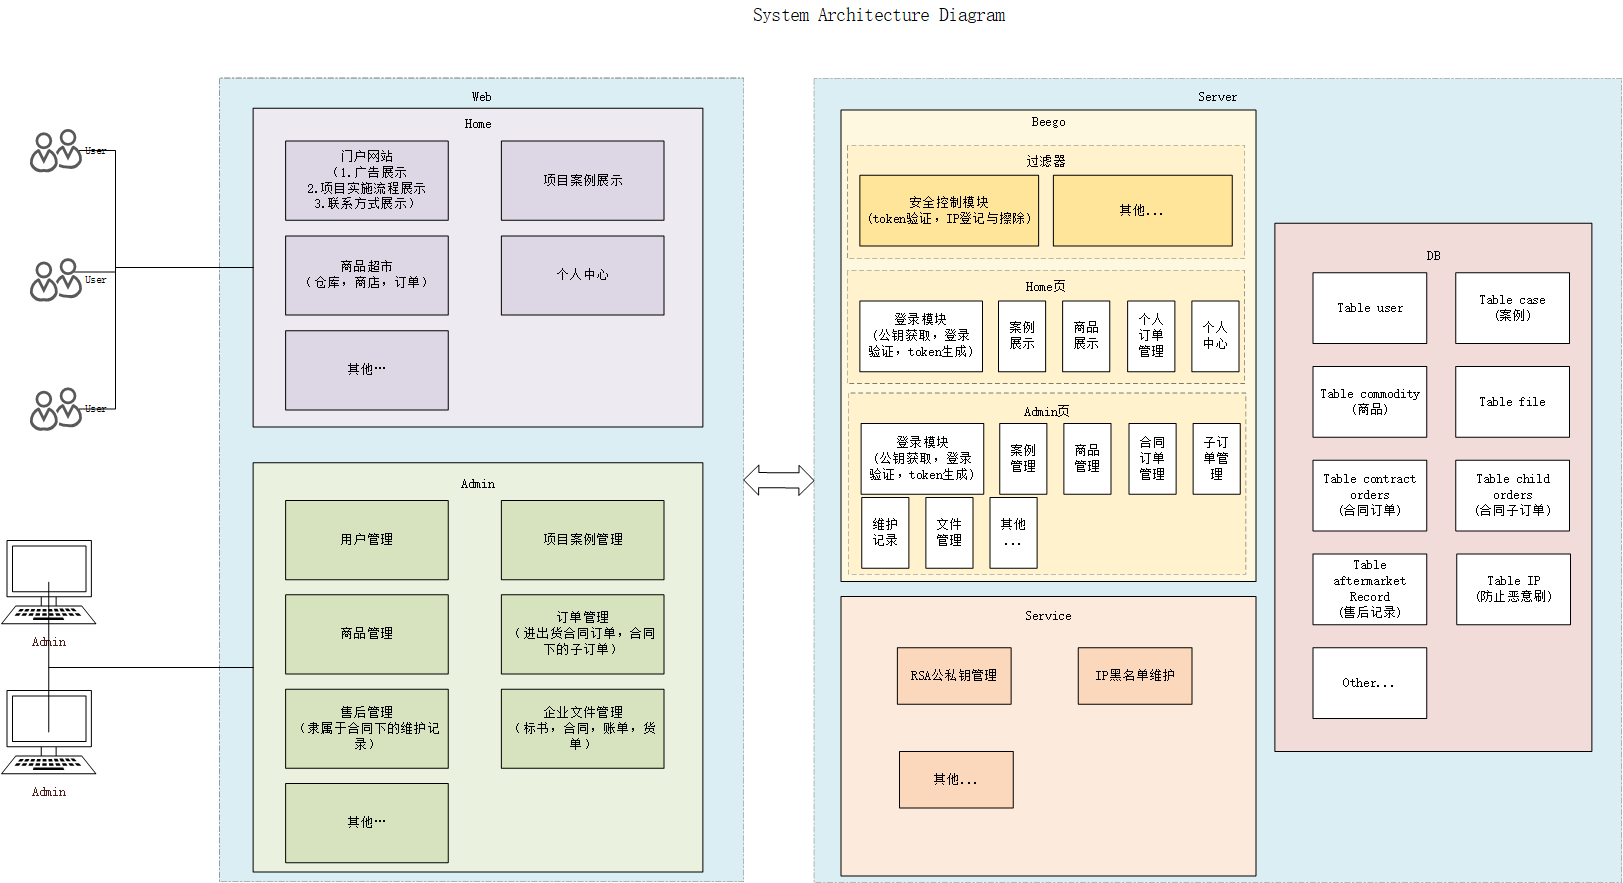 System Architecture Diagram
User
User
User
Admin
Admin
Web
Home
门户网站
（1.广告展示
2.项目实施流程展示
3.联系方式展示）
项目案例展示
商品超市
（仓库，商店，订单）
个人中心
其他…
Admin
用户管理
项目案例管理
商品管理
订单管理
（进出货合同订单，合同
下的子订单）
售后管理
（隶属于合同下的维护记
录）
企业文件管理
（标书，合同，账单，货
单）
其他…
Server
Beego
过滤器
安全控制模块
(token验证，IP登记与擦除)
其他...
Home页
登录模块
(公钥获取，登录
验证，token生成)
案例
展示
商品
展示
个人
订单
管理
个人
中心
Admin页
登录模块
(公钥获取，登录
验证，token生成)
案例
管理
商品
管理
合同
订单
管理
子订
单管
理
维护
记录
文件
管理
其他
...
Service
RSA公私钥管理
IP黑名单维护
其他...
DB
Table user
Table case
(案例)
Table commodity
(商品)
Table file
Table contract
orders
(合同订单)
Table child
orders
(合同子订单)
Table
aftermarket
Record
(售后记录)
Table IP
(防止恶意刷)
Other...